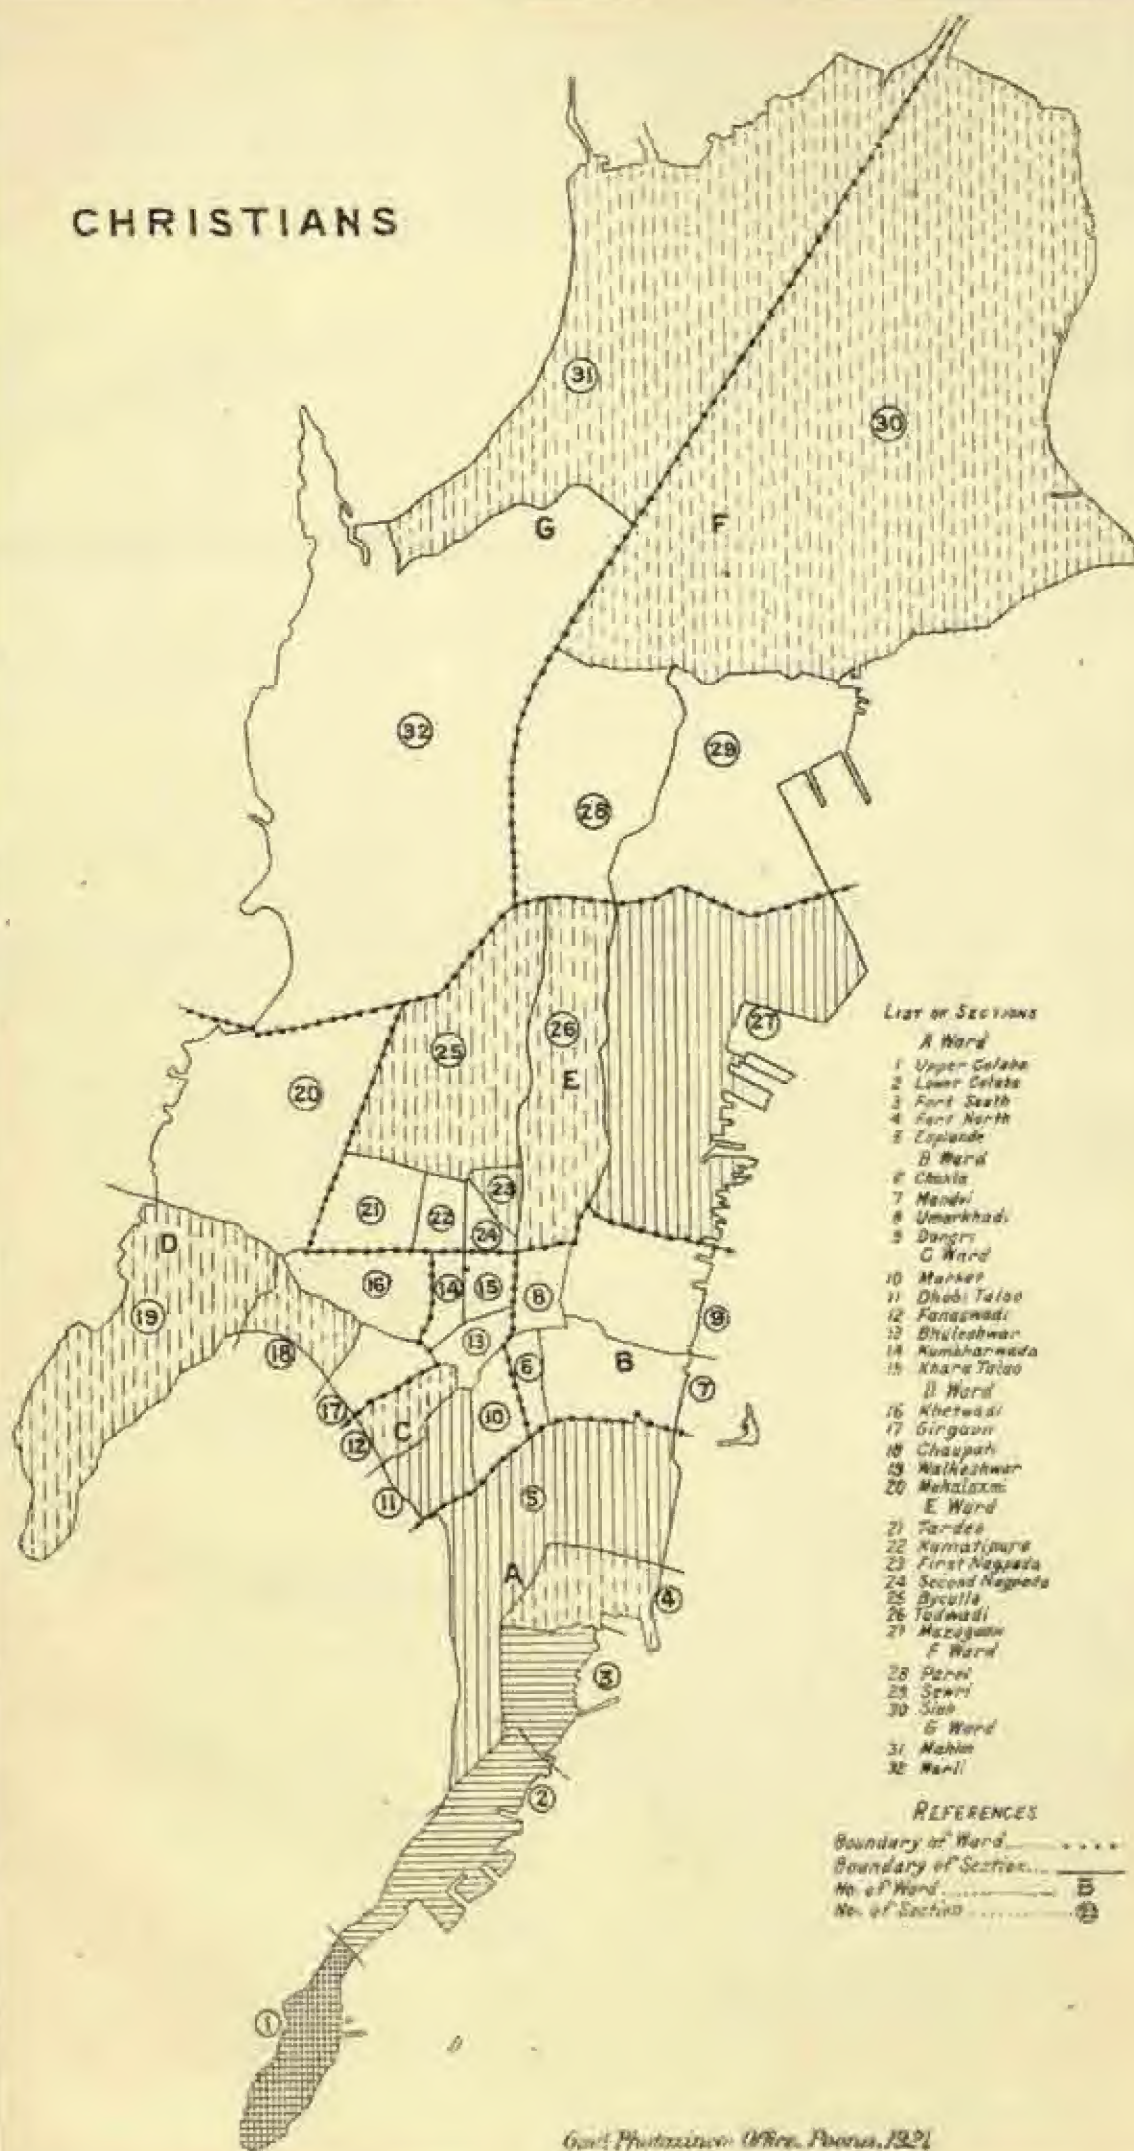 CHRISTIANS
31
30
G
F
32
29
28
27
25
26
E
20
23
21
22
24
D
16
14
15
8
19
9
13
18
6
B
7
17
10
C
12
11
5
A
4
3
2
1
LIST OF SECTIONS
A Ward
1 Upper Colaba
2 Lower Colaba
3 Fort South
4 Fort North
5 Esplande
B Ward
6 Chakla
7 Mandvi
8 Umarkhadi
9 Dongri
C Ward
10 Market
11 Dhobi Talao
12 Fanaswadi
13 Bhuleshwar
14 Kumbharwada
15 Khara Talao
D Ward
16 Khetwadi
17 Girgaon
18 Chaupati
19 Walkeshwar
20 Mahalaxmi
E Ward
21 Tardeo
22 Kamatipura
23 First Nagpada
24 Second Nagpada
25 Byculla
26 Tadwadi
27 Mazagaon
F Ward
28 Parel
29 Sewri
30 Sion
G Ward
31 Mahim
32 Warli
REFERENCES
Boundary of Ward
Boundary of Section
No. of Ward B
No. of Section
Govt Photozinco: Office, Poona, 1921